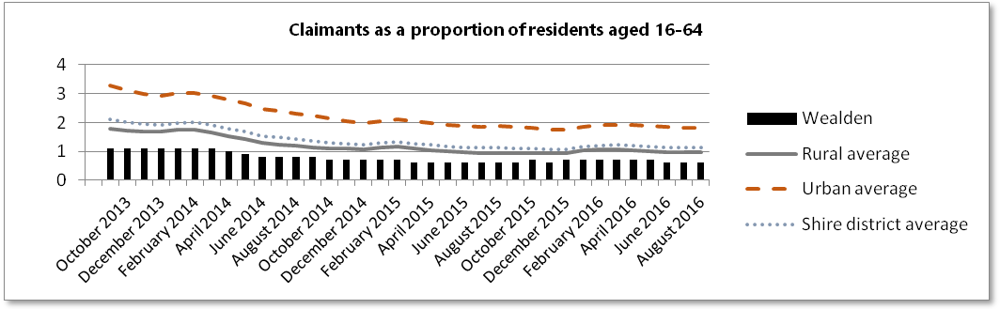 Claimants as a proportion of residents aged 16-64
4
3
2
1
0
October 2013
December 2013
February 2014
April 2014
June 2014
August 2014
October 2014
December 2014
February 2015
April 2015
June 2015
August 2015
October 2015
December 2015
February 2016
April 2016
June 2016
August 2016
Wealden
Rural average
Urban average
Shire district average